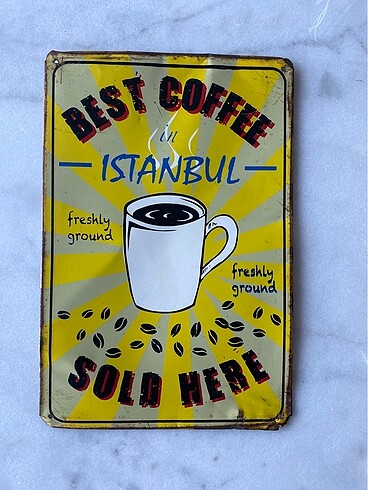 BEST COFFEE
in
ISTANBUL
freshly
ground
freshly
ground
SOLD HERE